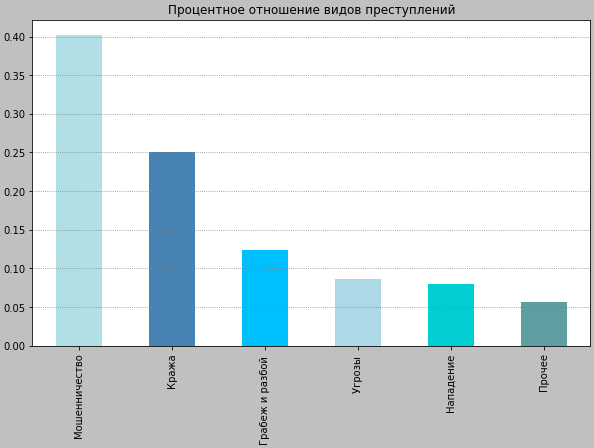 Процентное отношение видов преступлений
0.40
0.35
0.30
0.25
0.20
0.15
0.10
0.05
0.00
Мошенничество
Кража
Грабеж и разбой
Угрозы
Нападение
Прочее